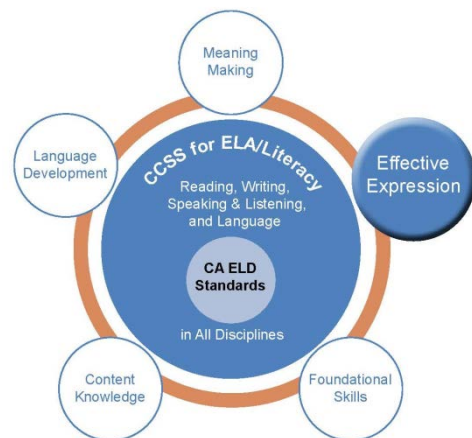 Meaning
Making
Language
Development
Effective
Expression
CCSS for ELA/Literacy
Reading, Writing,
Speaking & Listening,
and Language
CA ELD
Standards
in All Disciplines
Content
Knowledge
Foundational
Skills